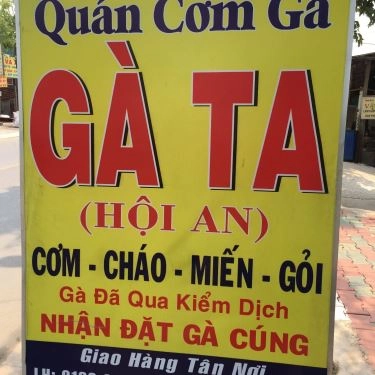 Quán Cơm Gà
GÀ TA
(HỘI AN)
CƠM - CHÁO - MIẾN - GỎI
Gà Đã Qua Kiểm Dịch
NHẬN ĐẶT GÀ CÚNG
Giao Hàng Tận Nơi